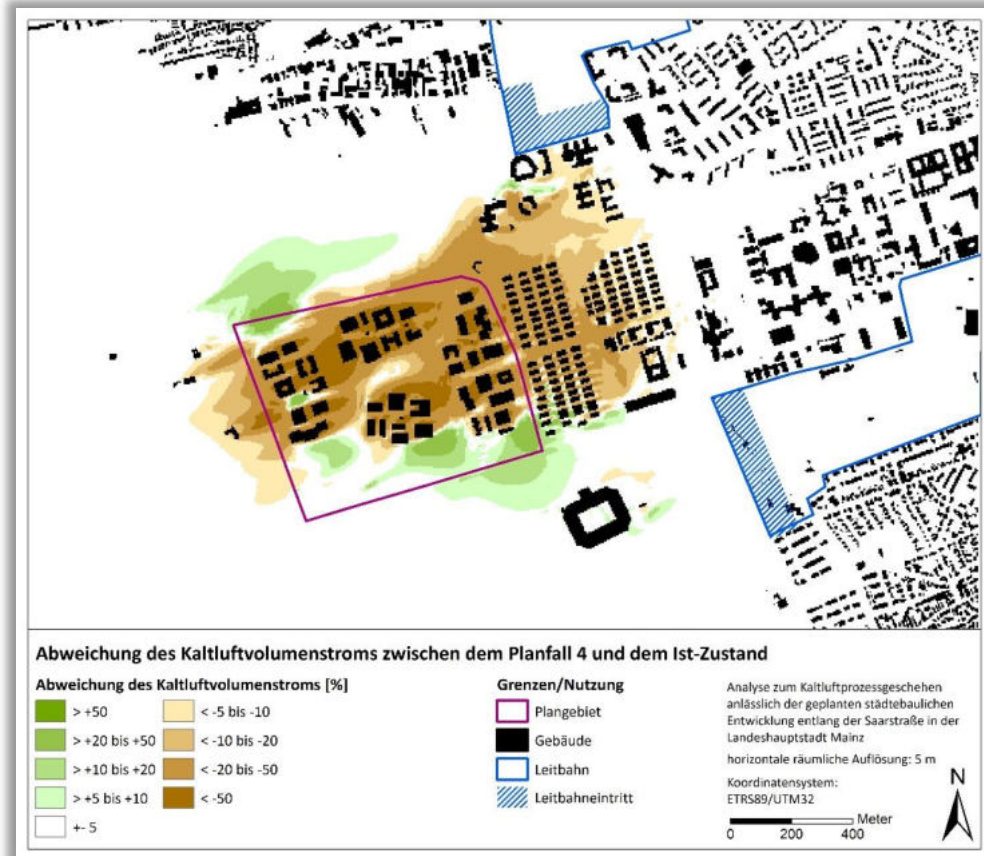 Abweichung des Kaltluftvolumenstroms zwischen dem Planfall 4 und dem Ist-Zustand
Abweichung des Kaltluftvolumenstroms [%]
> +50
> +20 bis +50
> +10 bis +20
> +5 bis +10
+- 5
< -5 bis -10
< -10 bis -20
< -20 bis -50
< -50
Grenzen/Nutzung
Plangebiet
Gebäude
Leitbahn
Leitbahneintritt
Analyse zum Kaltluftprozessgeschehen
anlässlich der geplanten städtebaulichen
Entwicklung entlang der Saarstraße in der
Landeshauptstadt Mainz
horizontale räumliche Auflösung: 5 m
Koordinatensystem:
ETRS89/UTM32
N
Meter
0 200 400